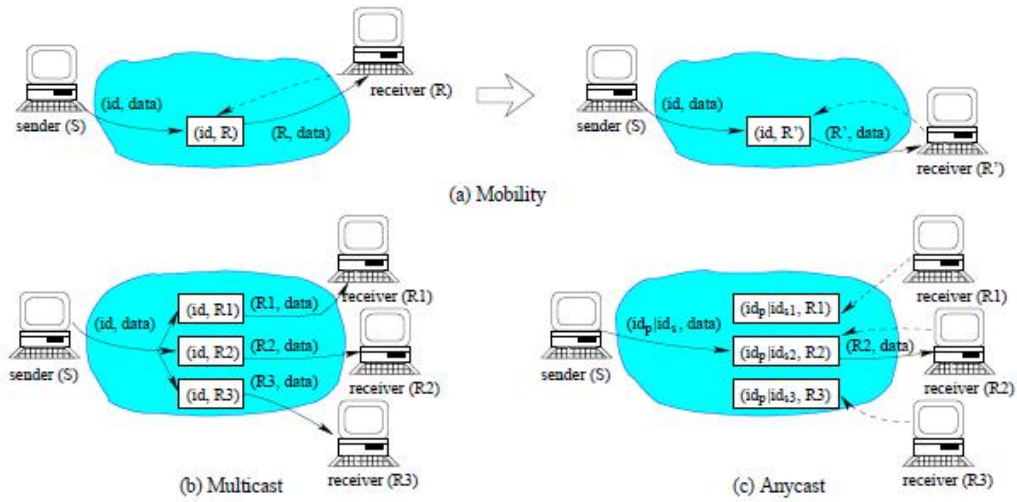 (id, data)
sender (S)
(id, R)
(R, data)
receiver (R)
(id, data)
sender (S)
(id, R')
(R', data)
receiver (R')
(a) Mobility
(id, data)
sender (S)
(id, R1)
(R1, data)
receiver (R1)
(id, R2)
(R2, data)
receiver (R2)
(id, R3)
(R3, data)
receiver (R3)
(b) Multicast
(idp|ids, data)
sender (S)
(idp|ids1, R1)
receiver (R1)
(idp|ids2, R2)
(R2, data)
receiver (R2)
(idp|ids3, R3)
receiver (R3)
(c) Anycast